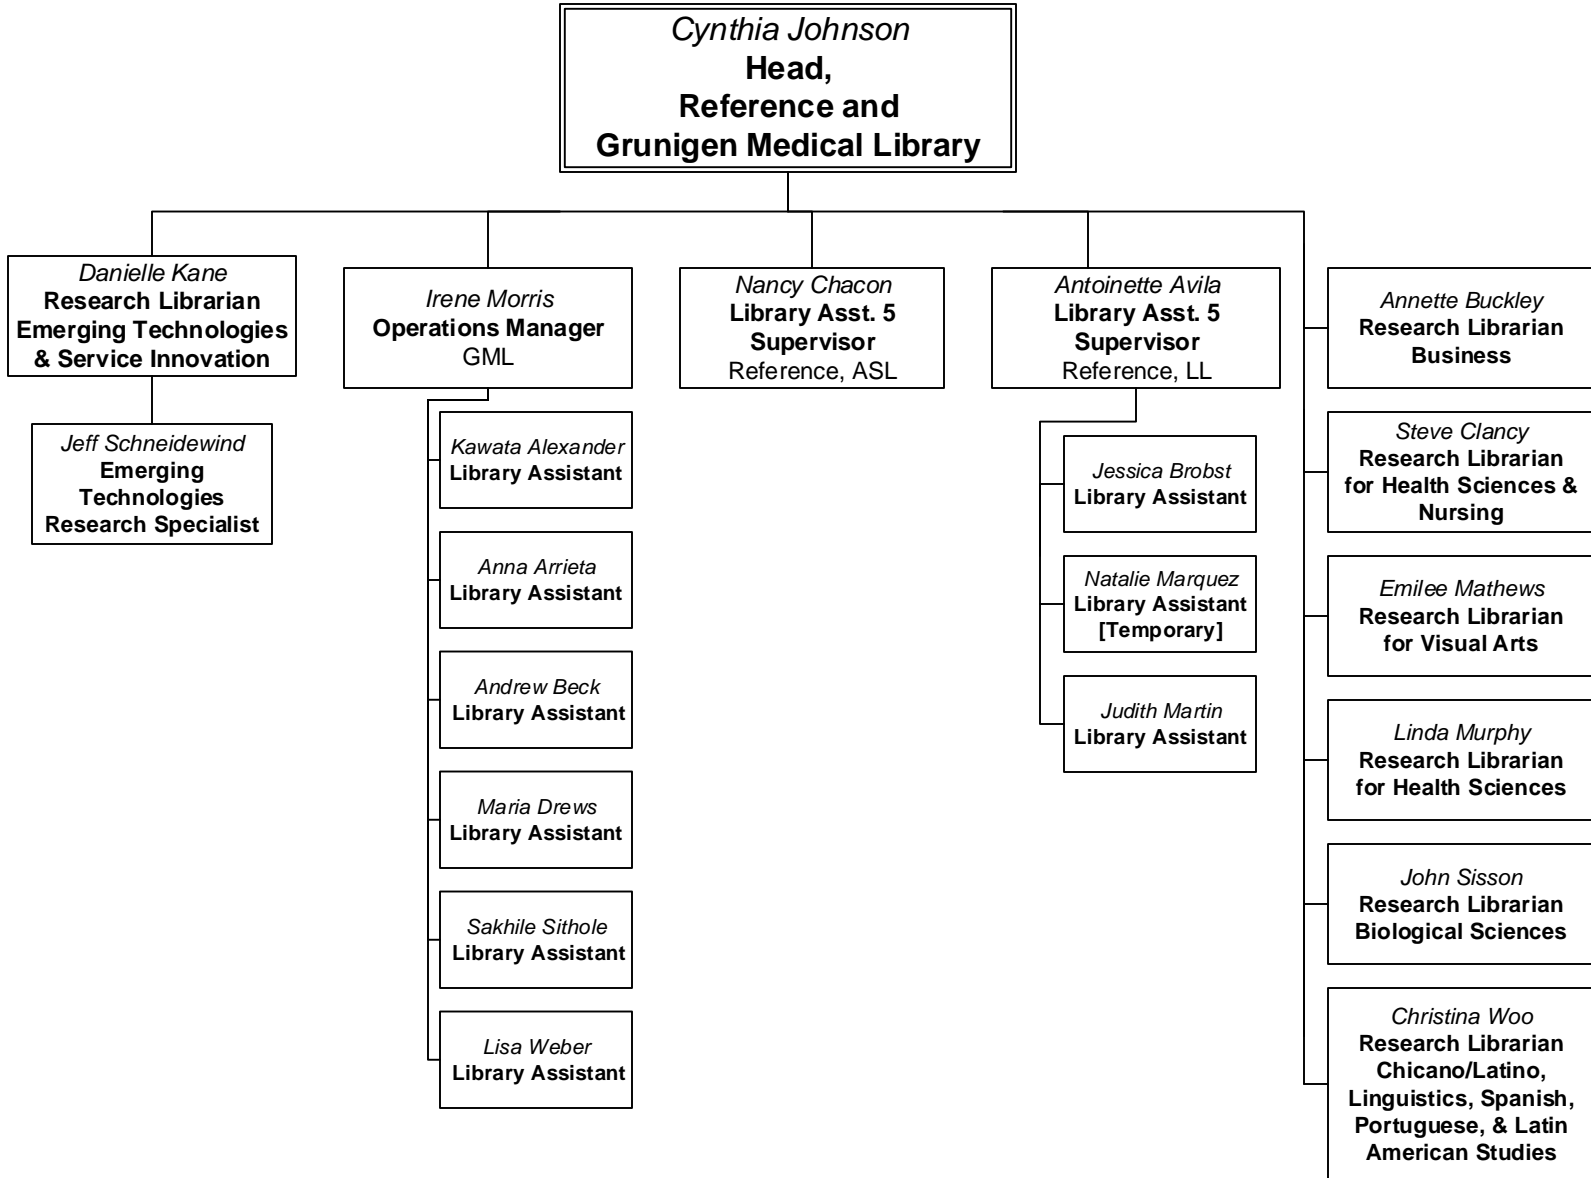 Cynthia Johnson
Head,
Reference and
Grunigen Medical Library
Danielle Kane
Research Librarian
Emerging Technologies
& Service Innovation
Jeff Schneidewind
Emerging
Technologies
Research Specialist
Irene Morris
Operations Manager
GML
Kawata Alexander
Library Assistant
Anna Arrieta
Library Assistant
Andrew Beck
Library Assistant
Maria Drews
Library Assistant
Sakhile Sithole
Library Assistant
Lisa Weber
Library Assistant
Nancy Chacon
Library Asst. 5
Supervisor
Reference, ASL
Antoinette Avila
Library Asst. 5
Supervisor
Reference, LL
Jessica Brobst
Library Assistant
Natalie Marquez
Library Assistant
[Temporary]
Judith Martin
Library Assistant
Annette Buckley
Research Librarian
Business
Steve Clancy
Research Librarian
for Health Sciences &
Nursing
Emilee Mathews
Research Librarian
for Visual Arts
Linda Murphy
Research Librarian
for Health Sciences
John Sisson
Research Librarian
Biological Sciences
Christina Woo
Research Librarian
Chicano/Latino,
Linguistics, Spanish,
Portuguese, & Latin
American Studies